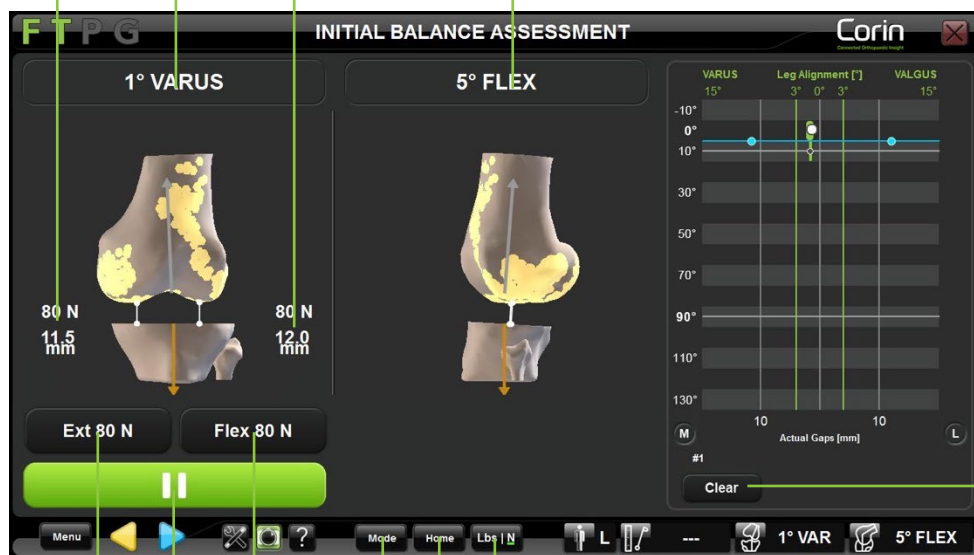 FTPG
INITIAL BALANCE ASSESSMENT
Corin
Connected Orthopaedic Insight
1° VARUS
5° FLEX
VARUS Leg Alignment [°] VALGUS
15° 3° 0° 3° 15°
-10°
0°
10°
30°
50°
70°
90°
110°
130°
80 N
11.5
mm
80 N
12.0
mm
10 10
M Actual Gaps [mm] L
#1
Ext 80 N
Flex 80 N
Clear
Menu ? Mode Home Lbs | N L --- 1° VAR 5° FLEX